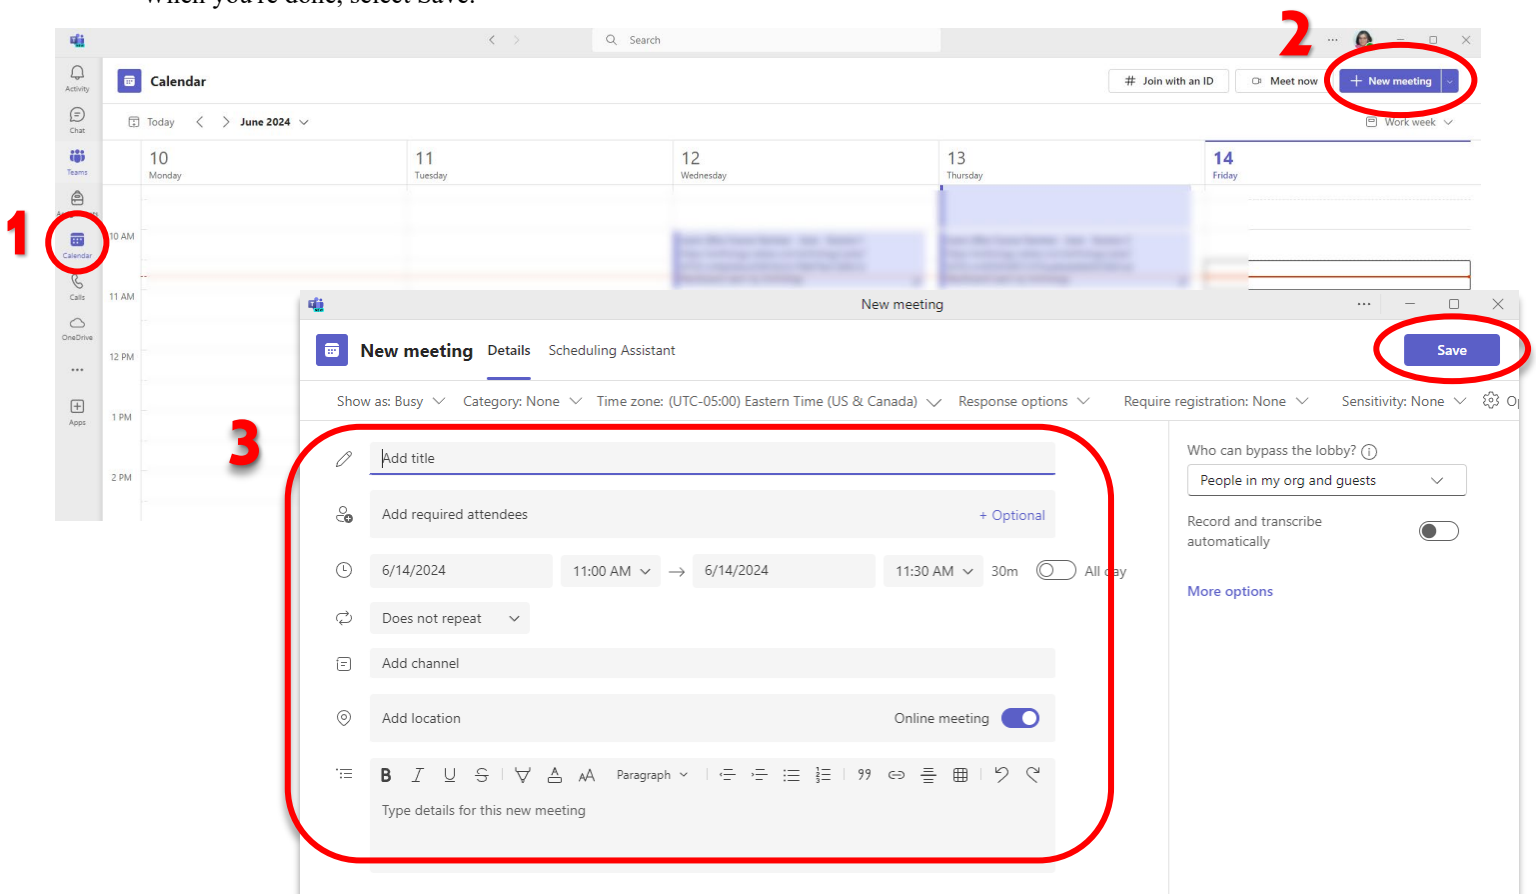 when you're done, select Save.
2
Search
Activity
Calendar
# Join with an ID
Meet now
New meeting
Chat
Today
June 2024
Work week
Teams
10
Monday
11
Tuesday
12
Wednesday
13
Thursday
14
Friday
1
10 AM
Calendar
Calls
11 AM
OneDrive
12 PM
Apps
1 PM
2 PM
New meeting
New meeting
Details
Scheduling Assistant
Save
Show as: Busy
Category: None
Time zone: (UTC-05:00) Eastern Time (US & Canada)
Response options
Require registration: None
Sensitivity: None
3
Add title
Add required attendees
+ Optional
6/14/2024
11:00 AM
6/14/2024
11:30 AM
30m
All day
Does not repeat
Add channel
Add location
Online meeting
B I U S
A
AA
Paragraph
Type details for this new meeting
Who can bypass the lobby?
People in my org and guests
Record and transcribe
automatically
More options